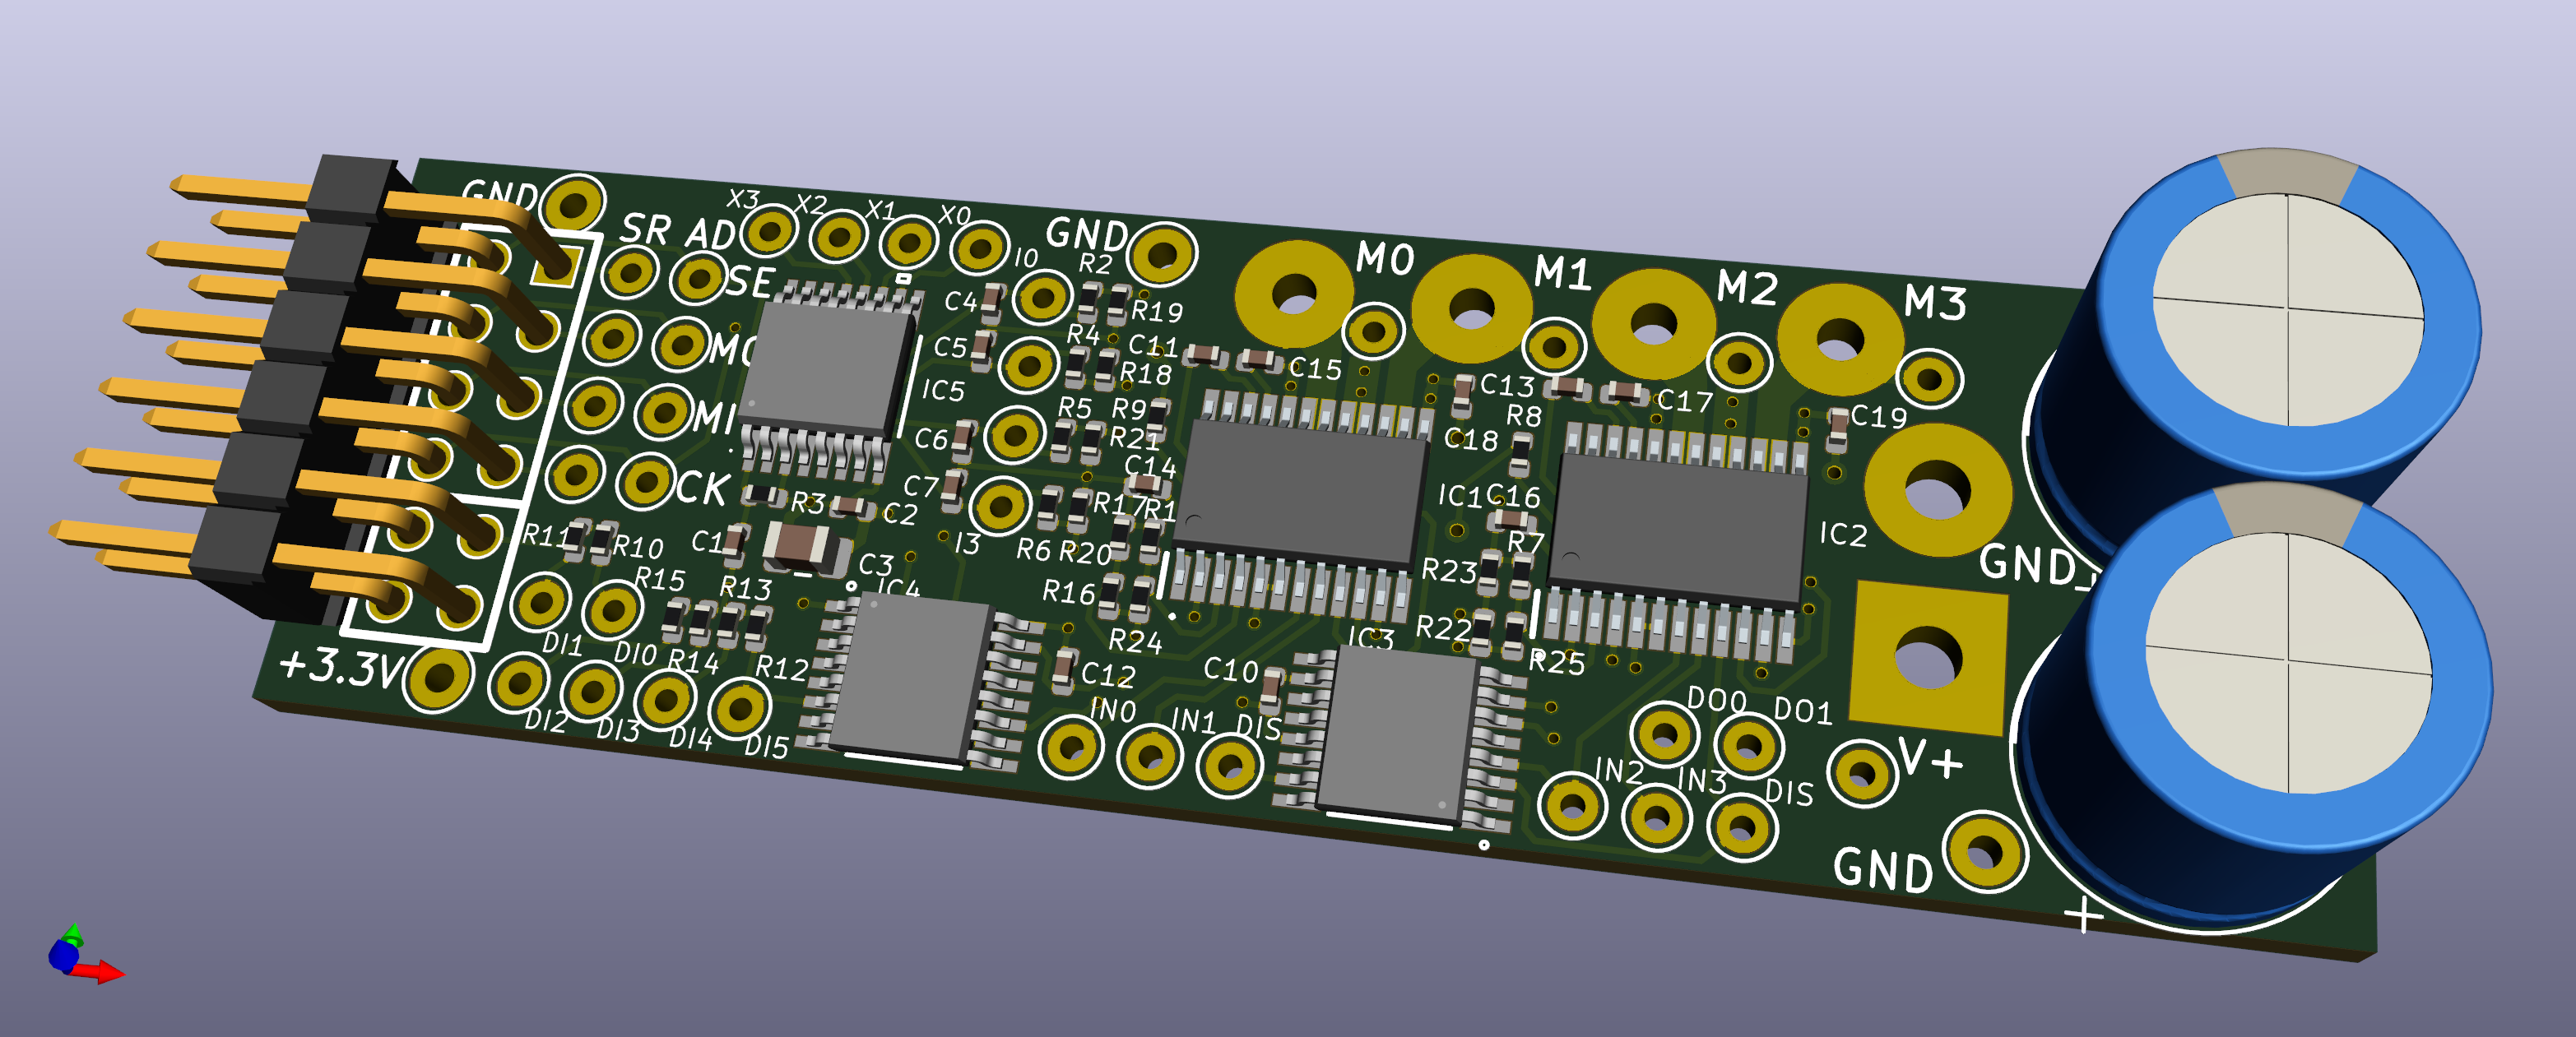 GND
SR AD
X3
X2
X1
X0
SE
GND
I0
R2
M0
M1
M2
M3
C4
R19
R4
C11
C5
R18
C15
C13
C17
C19
IC5
R5
R9
R8
MI
C6
R21
C18
C14
CK
C7
R17
R1
R3
C2
IC1
C16
IC2
R11
R10
C1
I3
R6
R20
R7
GND
C3
IC4
R15
R13
R16
R23
R24
R22
IC3
R25
+3.3V
DI1
DI0
R14
R12
C12
C10
DI2
DI3
DI4
DI5
IN0
IN1
DIS
DO0
DO1
IN2
IN3
DIS
V+
GND
+